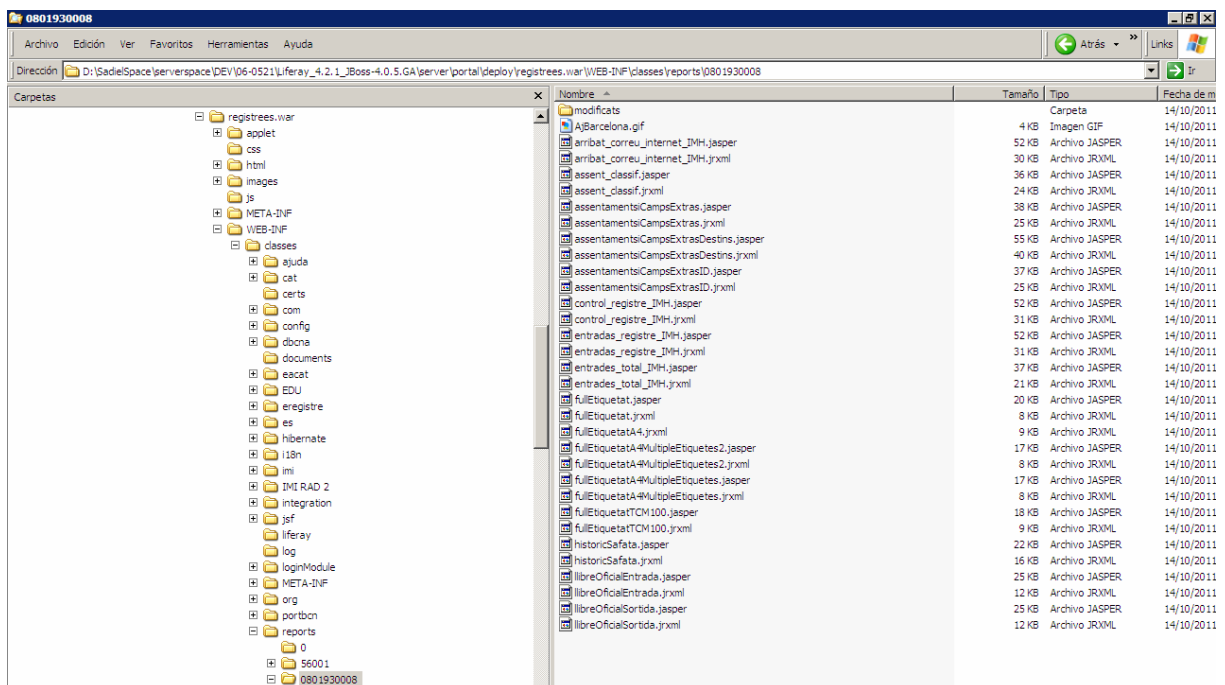 0801930008
Archivo Edición Ver Favoritos Herramientas Ayuda Atrás » Links
Dirección D:\SadielSpace\serverspace\DEV\06-0521\Liferay_4.2.1_JBoss-4.0.5.GA\server\portal\deploy\registrees.war\WEB-INF\classes\reports\0801930008 Ir
Carpetas
registrees.war
applet
css
html
images
js
META-INF
WEB-INF
classes
ajuda
cat
certs
com
config
dbcna
documents
eacat
EDU
eregistre
es
hibernate
i18n
imi
IMI RAD 2
integration
jsf
liferay
log
loginModule
META-INF
org
portbcn
reports
0
56001
0801930008
Nombre Tamaño Tipo Fecha de m
modificats Carpeta 14/10/2011
AjBarcelona.gif 4 KB Imagen GIF 14/10/2011
arribat_correu_internet_IMH.jasper 52 KB Archivo JASPER 14/10/2011
arribat_correu_internet_IMH.jrxml 30 KB Archivo JRXML 14/10/2011
assent_classif.jasper 36 KB Archivo JASPER 14/10/2011
assent_classif.jrxml 24 KB Archivo JRXML 14/10/2011
assentamentsiCampsExtras.jasper 38 KB Archivo JASPER 14/10/2011
assentamentsiCampsExtras.jrxml 25 KB Archivo JRXML 14/10/2011
assentamentsiCampsExtrasDestins.jasper 55 KB Archivo JASPER 14/10/2011
assentamentsiCampsExtrasDestins.jrxml 40 KB Archivo JRXML 14/10/2011
assentamentsiCampsExtrasID.jasper 37 KB Archivo JASPER 14/10/2011
assentamentsiCampsExtrasID.jrxml 25 KB Archivo JRXML 14/10/2011
control_registre_IMH.jasper 52 KB Archivo JASPER 14/10/2011
control_registre_IMH.jrxml 31 KB Archivo JRXML 14/10/2011
entradas_registre_IMH.jasper 52 KB Archivo JASPER 14/10/2011
entradas_registre_IMH.jrxml 31 KB Archivo JRXML 14/10/2011
entrades_total_IMH.jasper 37 KB Archivo JASPER 14/10/2011
entrades_total_IMH.jrxml 21 KB Archivo JRXML 14/10/2011
fullEtiquetat.jasper 20 KB Archivo JASPER 14/10/2011
fullEtiquetat.jrxml 8 KB Archivo JRXML 14/10/2011
fullEtiquetatA4.jrxml 9 KB Archivo JRXML 14/10/2011
fullEtiquetatA4MultipleEtiquetes2.jasper 17 KB Archivo JASPER 14/10/2011
fullEtiquetatA4MultipleEtiquetes2.jrxml 8 KB Archivo JRXML 14/10/2011
fullEtiquetatA4MultipleEtiquetes.jasper 17 KB Archivo JASPER 14/10/2011
fullEtiquetatA4MultipleEtiquetes.jrxml 8 KB Archivo JRXML 14/10/2011
fullEtiquetatTCM100.jasper 18 KB Archivo JASPER 14/10/2011
fullEtiquetatTCM100.jrxml 9 KB Archivo JRXML 14/10/2011
historicSafata.jasper 22 KB Archivo JASPER 14/10/2011
historicSafata.jrxml 16 KB Archivo JRXML 14/10/2011
llibreOficialEntrada.jasper 25 KB Archivo JASPER 14/10/2011
llibreOficialEntrada.jrxml 12 KB Archivo JRXML 14/10/2011
llibreOficialSortida.jasper 25 KB Archivo JASPER 14/10/2011
llibreOficialSortida.jrxml 12 KB Archivo JRXML 14/10/2011